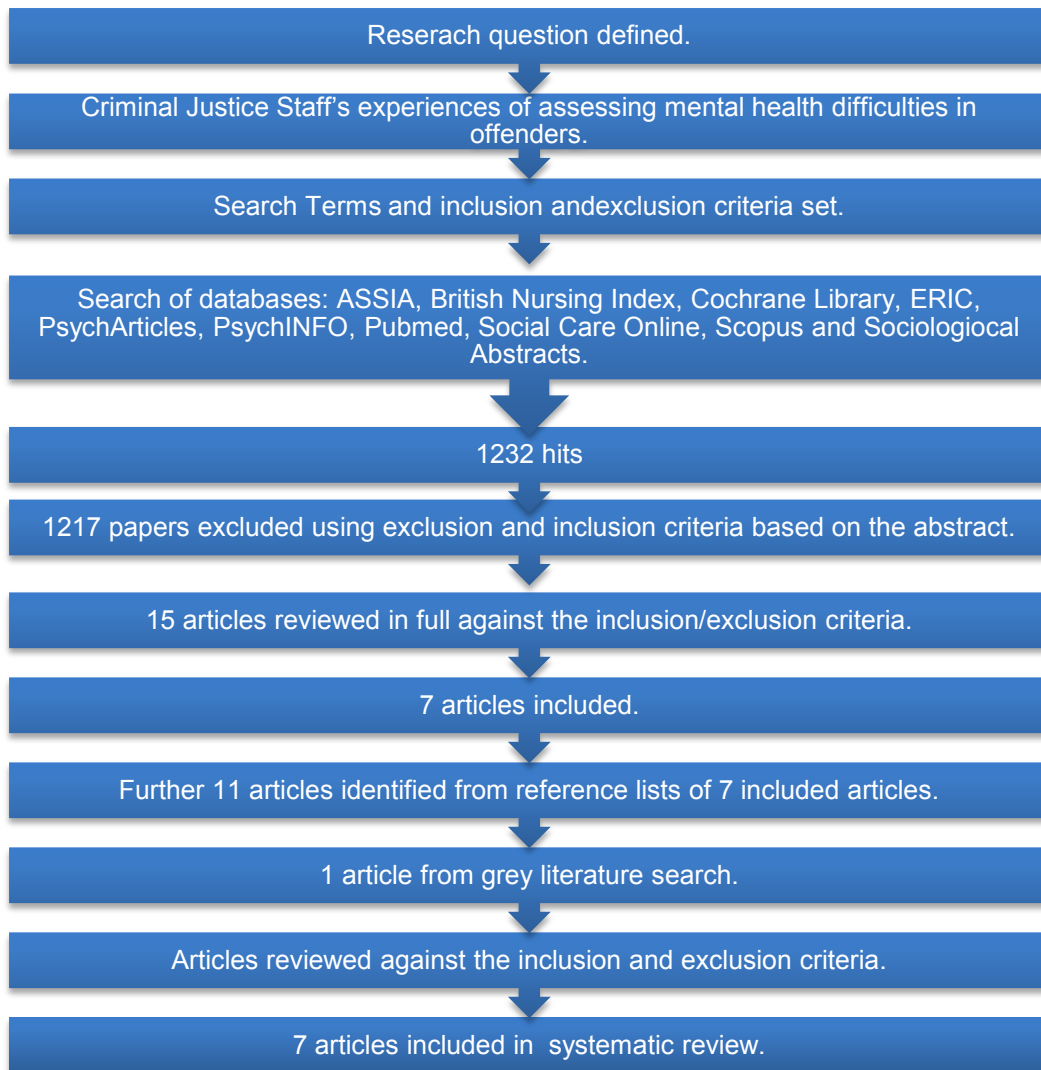 Reserach question defined.
Criminal Justice Staff's experiences of assessing mental health difficulties in
offenders.
Search Terms and inclusion andexclusion criteria set.
Search of databases: ASSIA, British Nursing Index, Cochrane Library, ERIC,
PsychArticles, PsychINFO, Pubmed, Social Care Online, Scopus and Sociologiocal
Abstracts.
1232 hits
1217 papers excluded using exclusion and inclusion criteria based on the abstract.
15 articles reviewed in full against the inclusion/exclusion criteria.
7 articles included.
Further 11 articles identified from reference lists of 7 included articles.
1 article from grey literature search.
Articles reviewed against the inclusion and exclusion criteria.
7 articles included in  systematic review.